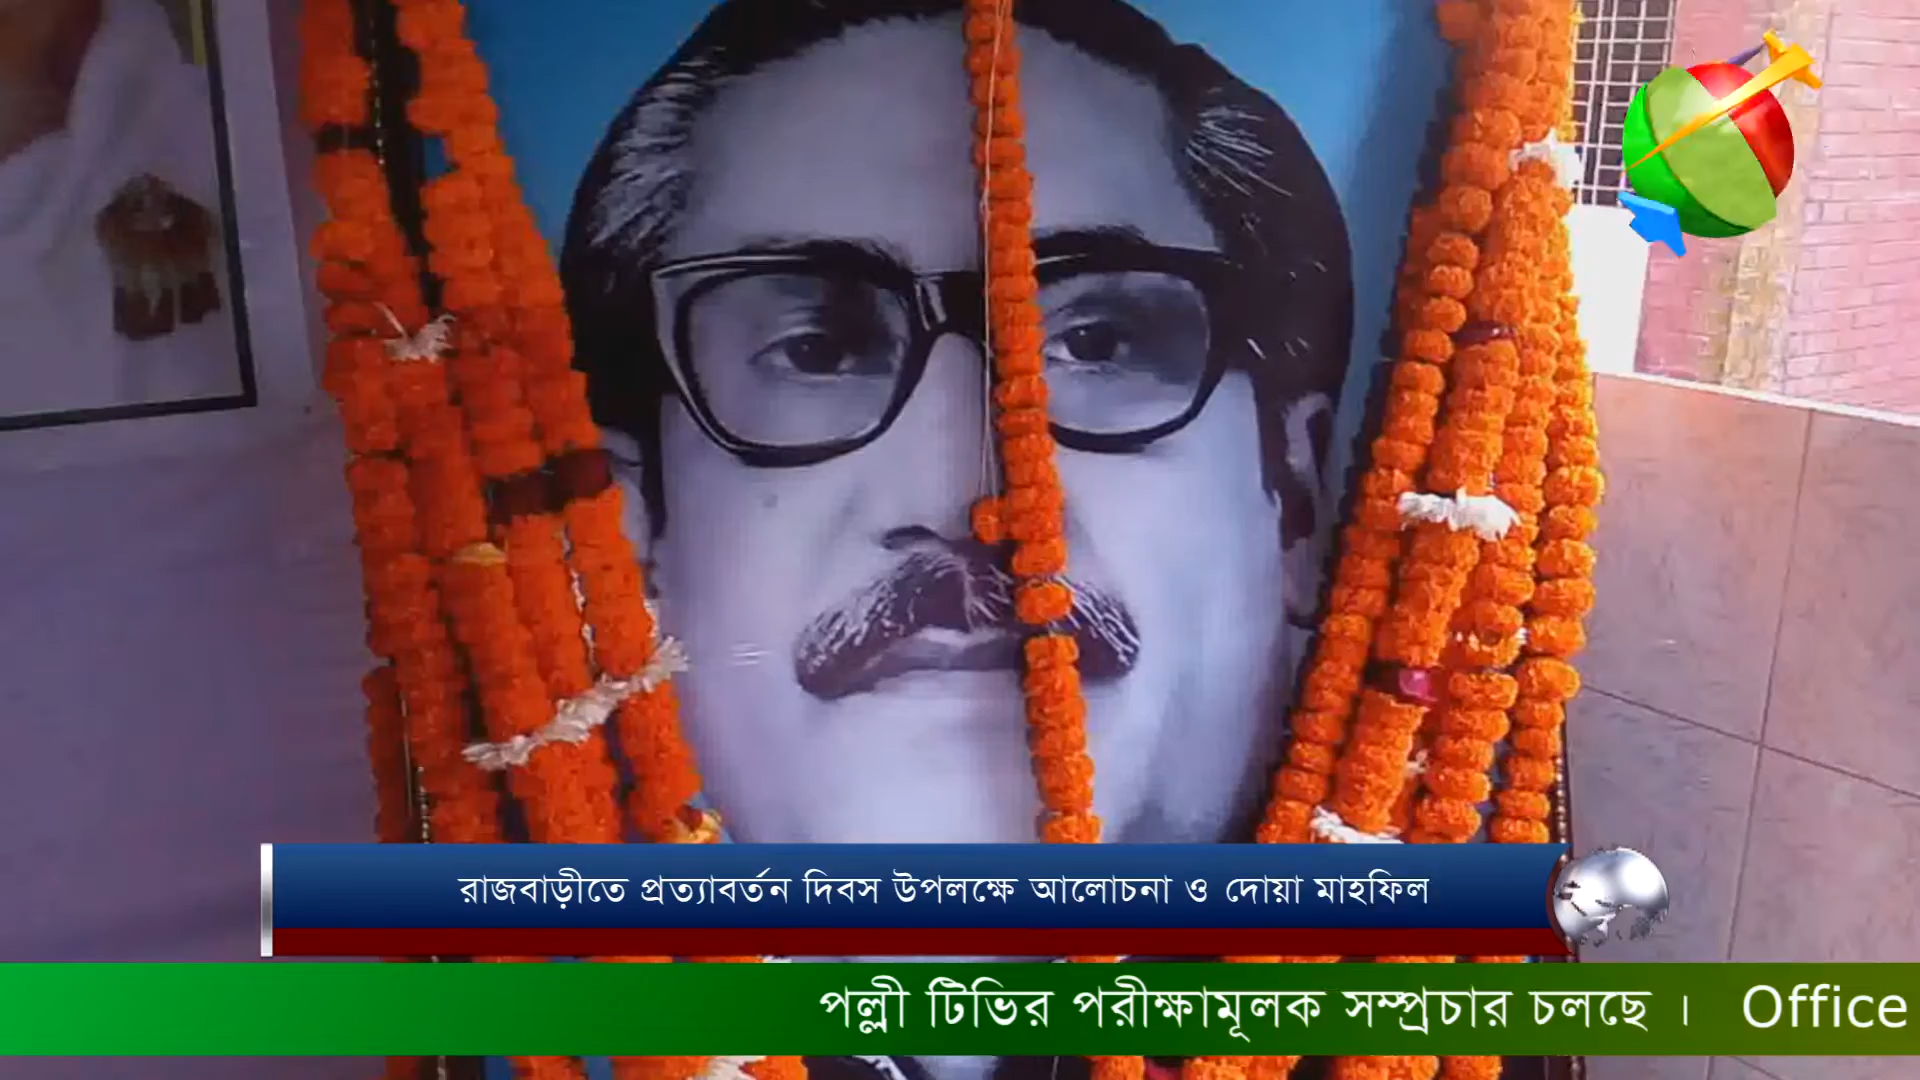 রাজবাড়ীতে প্রত্যাবর্তন দিবস উপলক্ষে আলোচনা ও দোয়া মাহফিল
পল্লী টিভির পরীক্ষামূলক সম্প্রচার চলছে । Office